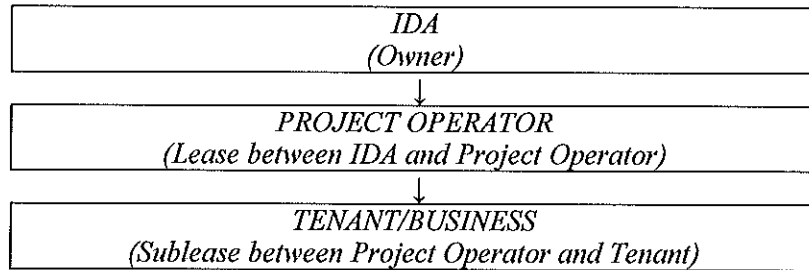 IDA
(Owner)
↓
PROJECT OPERATOR
(Lease between IDA and Project Operator)
↓
TENANT/BUSINESS
(Sublease between Project Operator and Tenant)